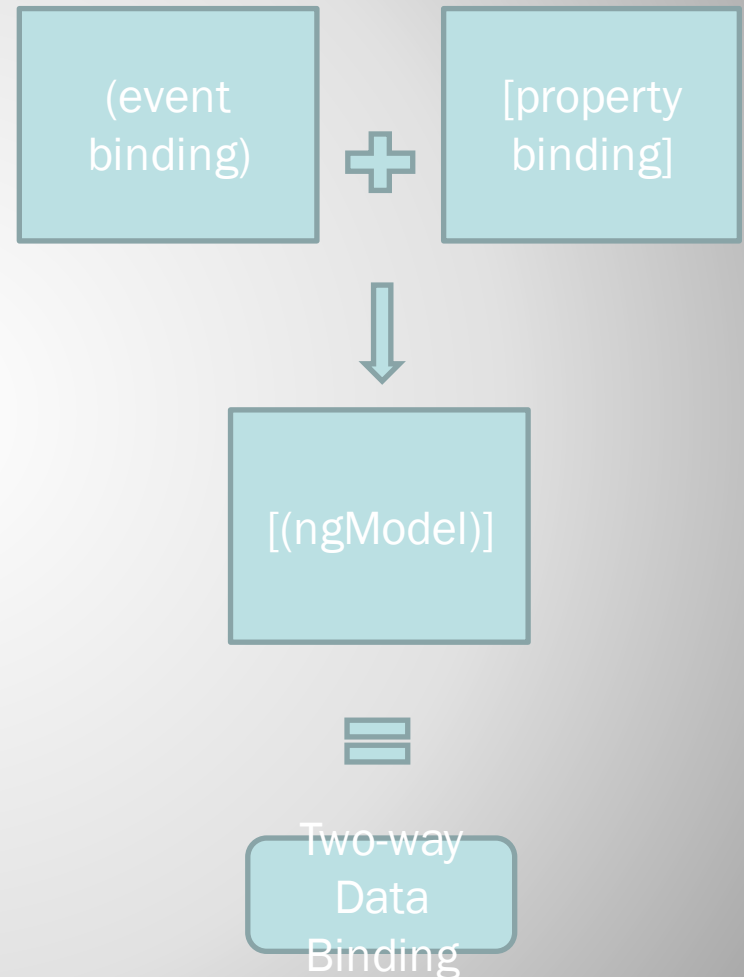 (event
binding)
[property
binding]
[(ngModel)]
Two-way
Data
Binding